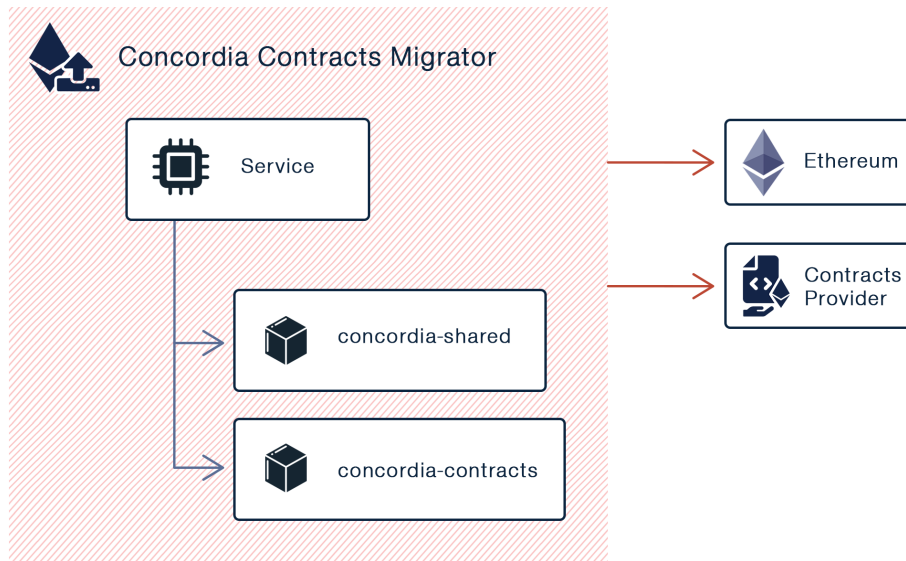 Concordia Contracts Migrator
Service
concordia-shared
concordia-contracts
Ethereum
Contracts
Provider